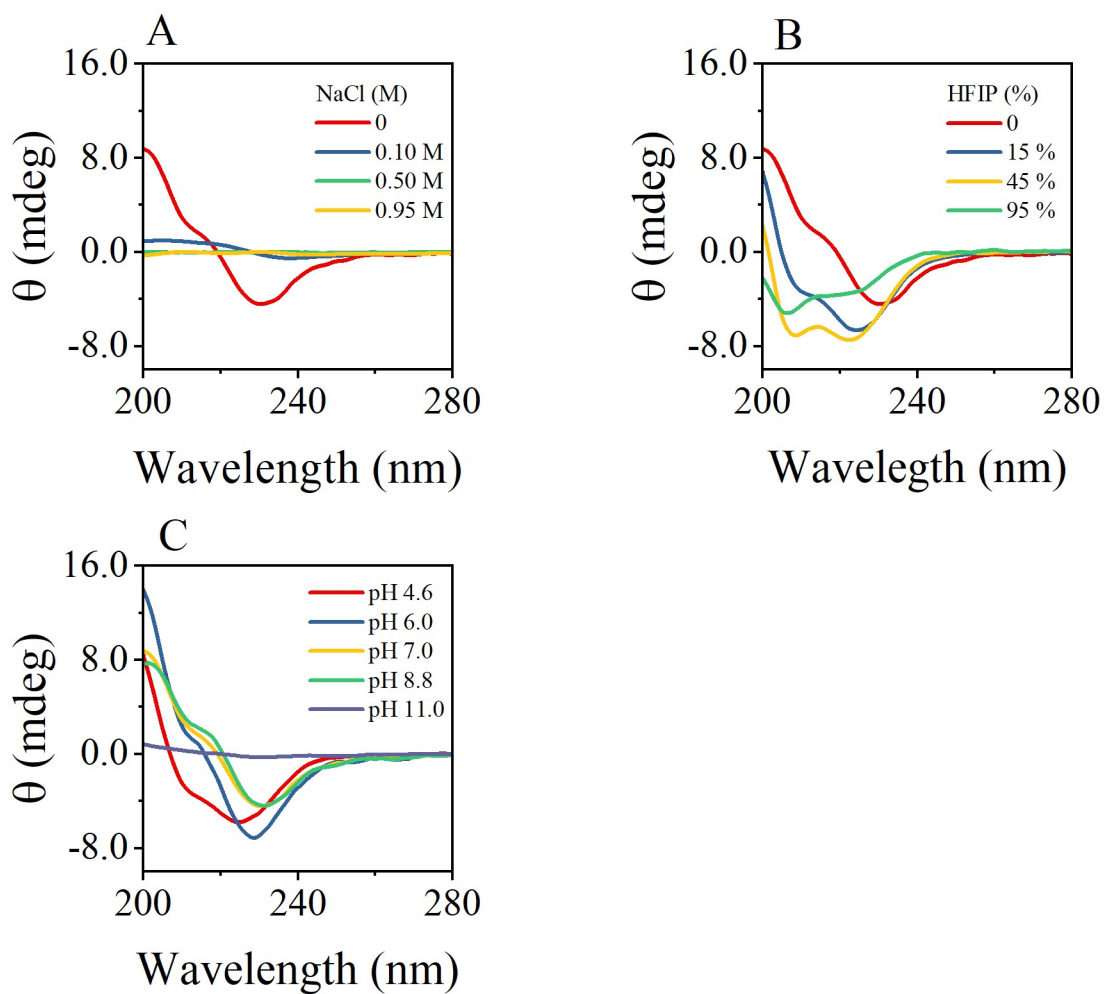 A
16.0
8.0
0.0
-8.0
θ (mdeg)
NaCl (M)
0
0.10 M
0.50 M
0.95 M
200
240
280
Wavelength (nm)
B
16.0
8.0
0.0
-8.0
θ (mdeg)
HFIP (%)
0
15 %
45 %
95 %
200
240
280
Wavelegth (nm)
C
16.0
8.0
0.0
-8.0
θ (mdeg)
pH 4.6
pH 6.0
pH 7.0
pH 8.8
pH 11.0
200
240
280
Wavelength (nm)